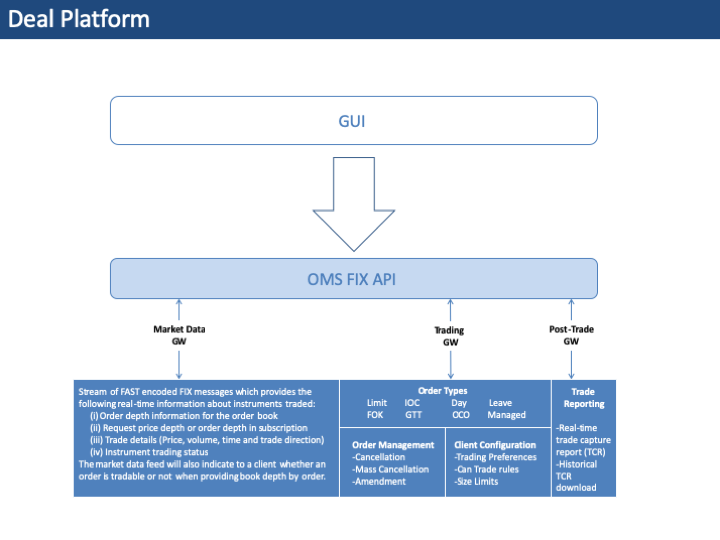 Deal Platform
GUI
OMS FIX API
Market Data
GW
Trading
GW
Post-Trade
GW
Stream of FAST encoded FIX messages which provides the
following real-time information about instruments traded:
(i) Order depth information for the order book
(ii) Request price depth or order depth in subscription
(iii) Trade details (Price, volume, time and trade direction)
(iv) Instrument trading status
The market data feed will also indicate to a client whether an
order is tradable or not when providing book depth by order.
Order Types
Limit IOC Day Leave
FOK GTT OCO Managed
Order Management
-Cancellation
-Mass Cancellation
-Amendment
Client Configuration
-Trading Preferences
-Can Trade rules
-Size Limits
Trade
Reporting
-Real-time
trade capture
report (TCR)
-Historical
TCR
download